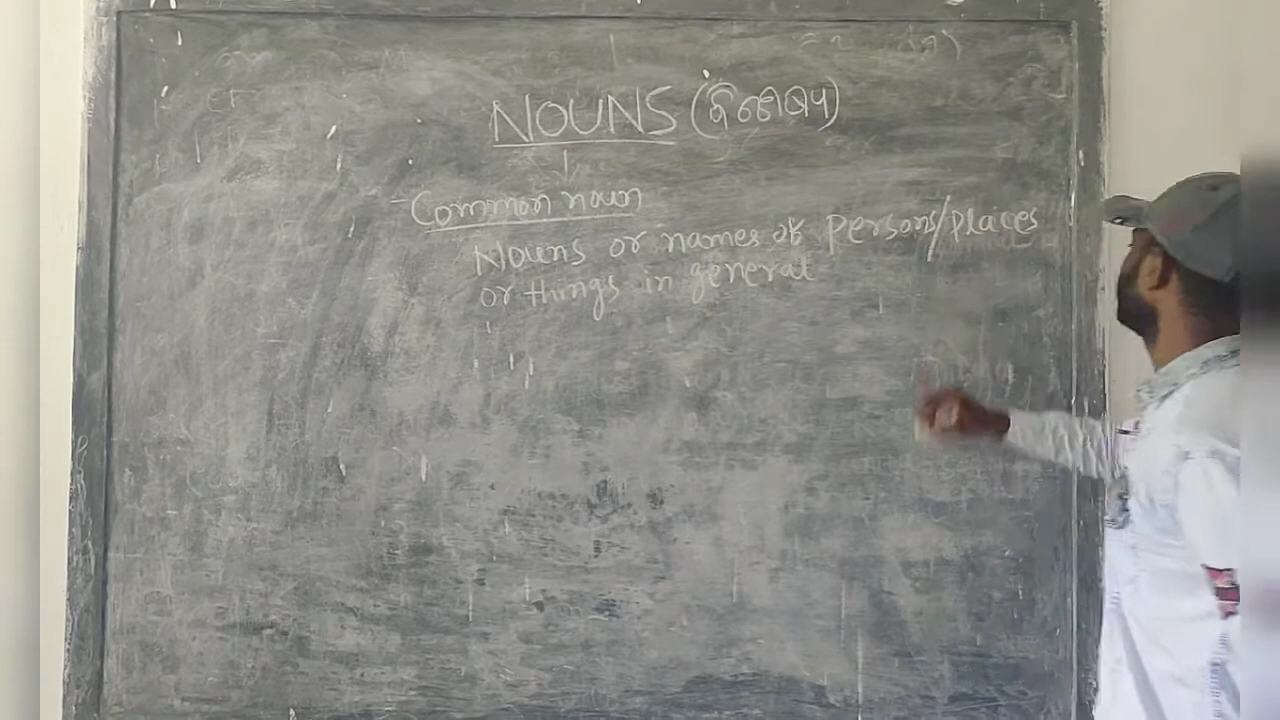 NOUNS (ବିଶେଷ୍ୟ)
Common noun
Nouns or names of persons/places
or things in general